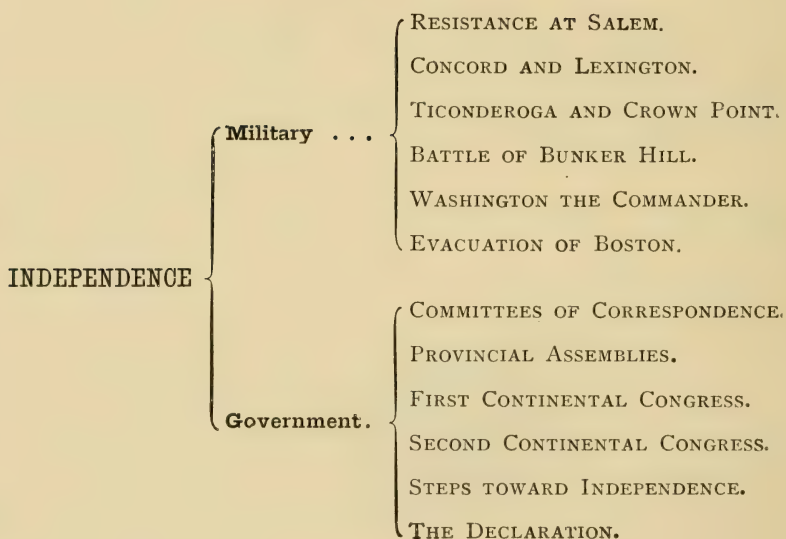 RESISTANCE AT SALEM.
CONCORD AND LEXINGTON.
TICONDEROGA AND CROWN POINT.
Military . . .
BATTLE OF BUNKER HILL.
WASHINGTON THE COMMANDER.
EVACUATION OF BOSTON.
INDEPENDENCE
COMMITTEES OF CORRESPONDENCE.
PROVINCIAL ASSEMBLIES.
FIRST CONTINENTAL CONGRESS.
Government.
SECOND CONTINENTAL CONGRESS.
STEPS TOWARD INDEPENDENCE.
THE DECLARATION.